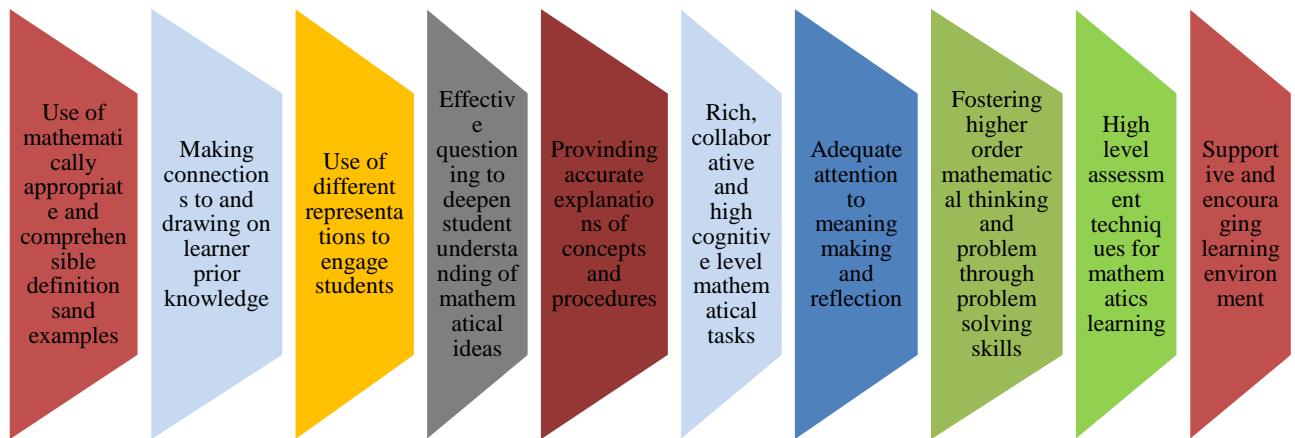 Use of
mathemati
cally
appropriat
e and
comprehen
sible
definition
sand
examples
Making
connection
s to and
drawing on
learner
prior
knowledge
Use of
different
representa
tions to
engage
students
Effectiv
e
question
ing to
deepen
student
understa
nding of
mathem
atical
ideas
Provinding
accurate
explanatio
ns of
concepts
and
procedures
Rich,
collabor
ative
and
high
cognitiv
e level
mathem
atical
tasks
Adequate
attention
to
meaning
making
and
reflection
Fostering
higher
order
mathematic
al thinking
and
problem
through
problem
solving
skills
High
level
assessm
ent
techniq
ues for
mathem
atics
learning
Support
ive and
encoura
ging
learning
environ
ment